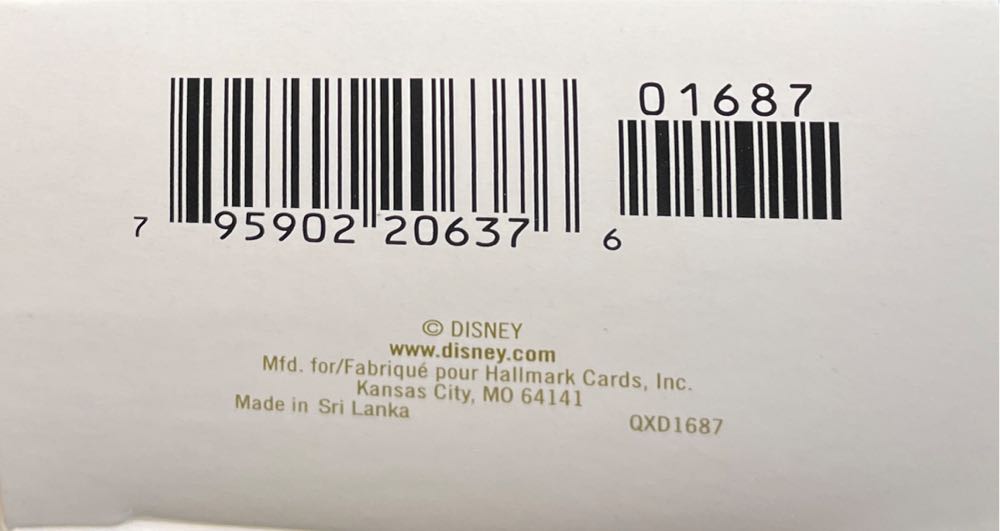 01687
7 95902 20637 6
© DISNEY
www.disney.com
Mfd. for/Fabriqué pour Hallmark Cards, Inc.
Kansas City, MO 64141
Made in Sri Lanka QXD1687